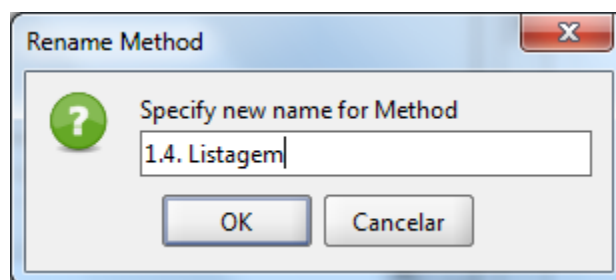 Rename Method
Specify new name for Method
1.4. Listagem
OK Cancelar